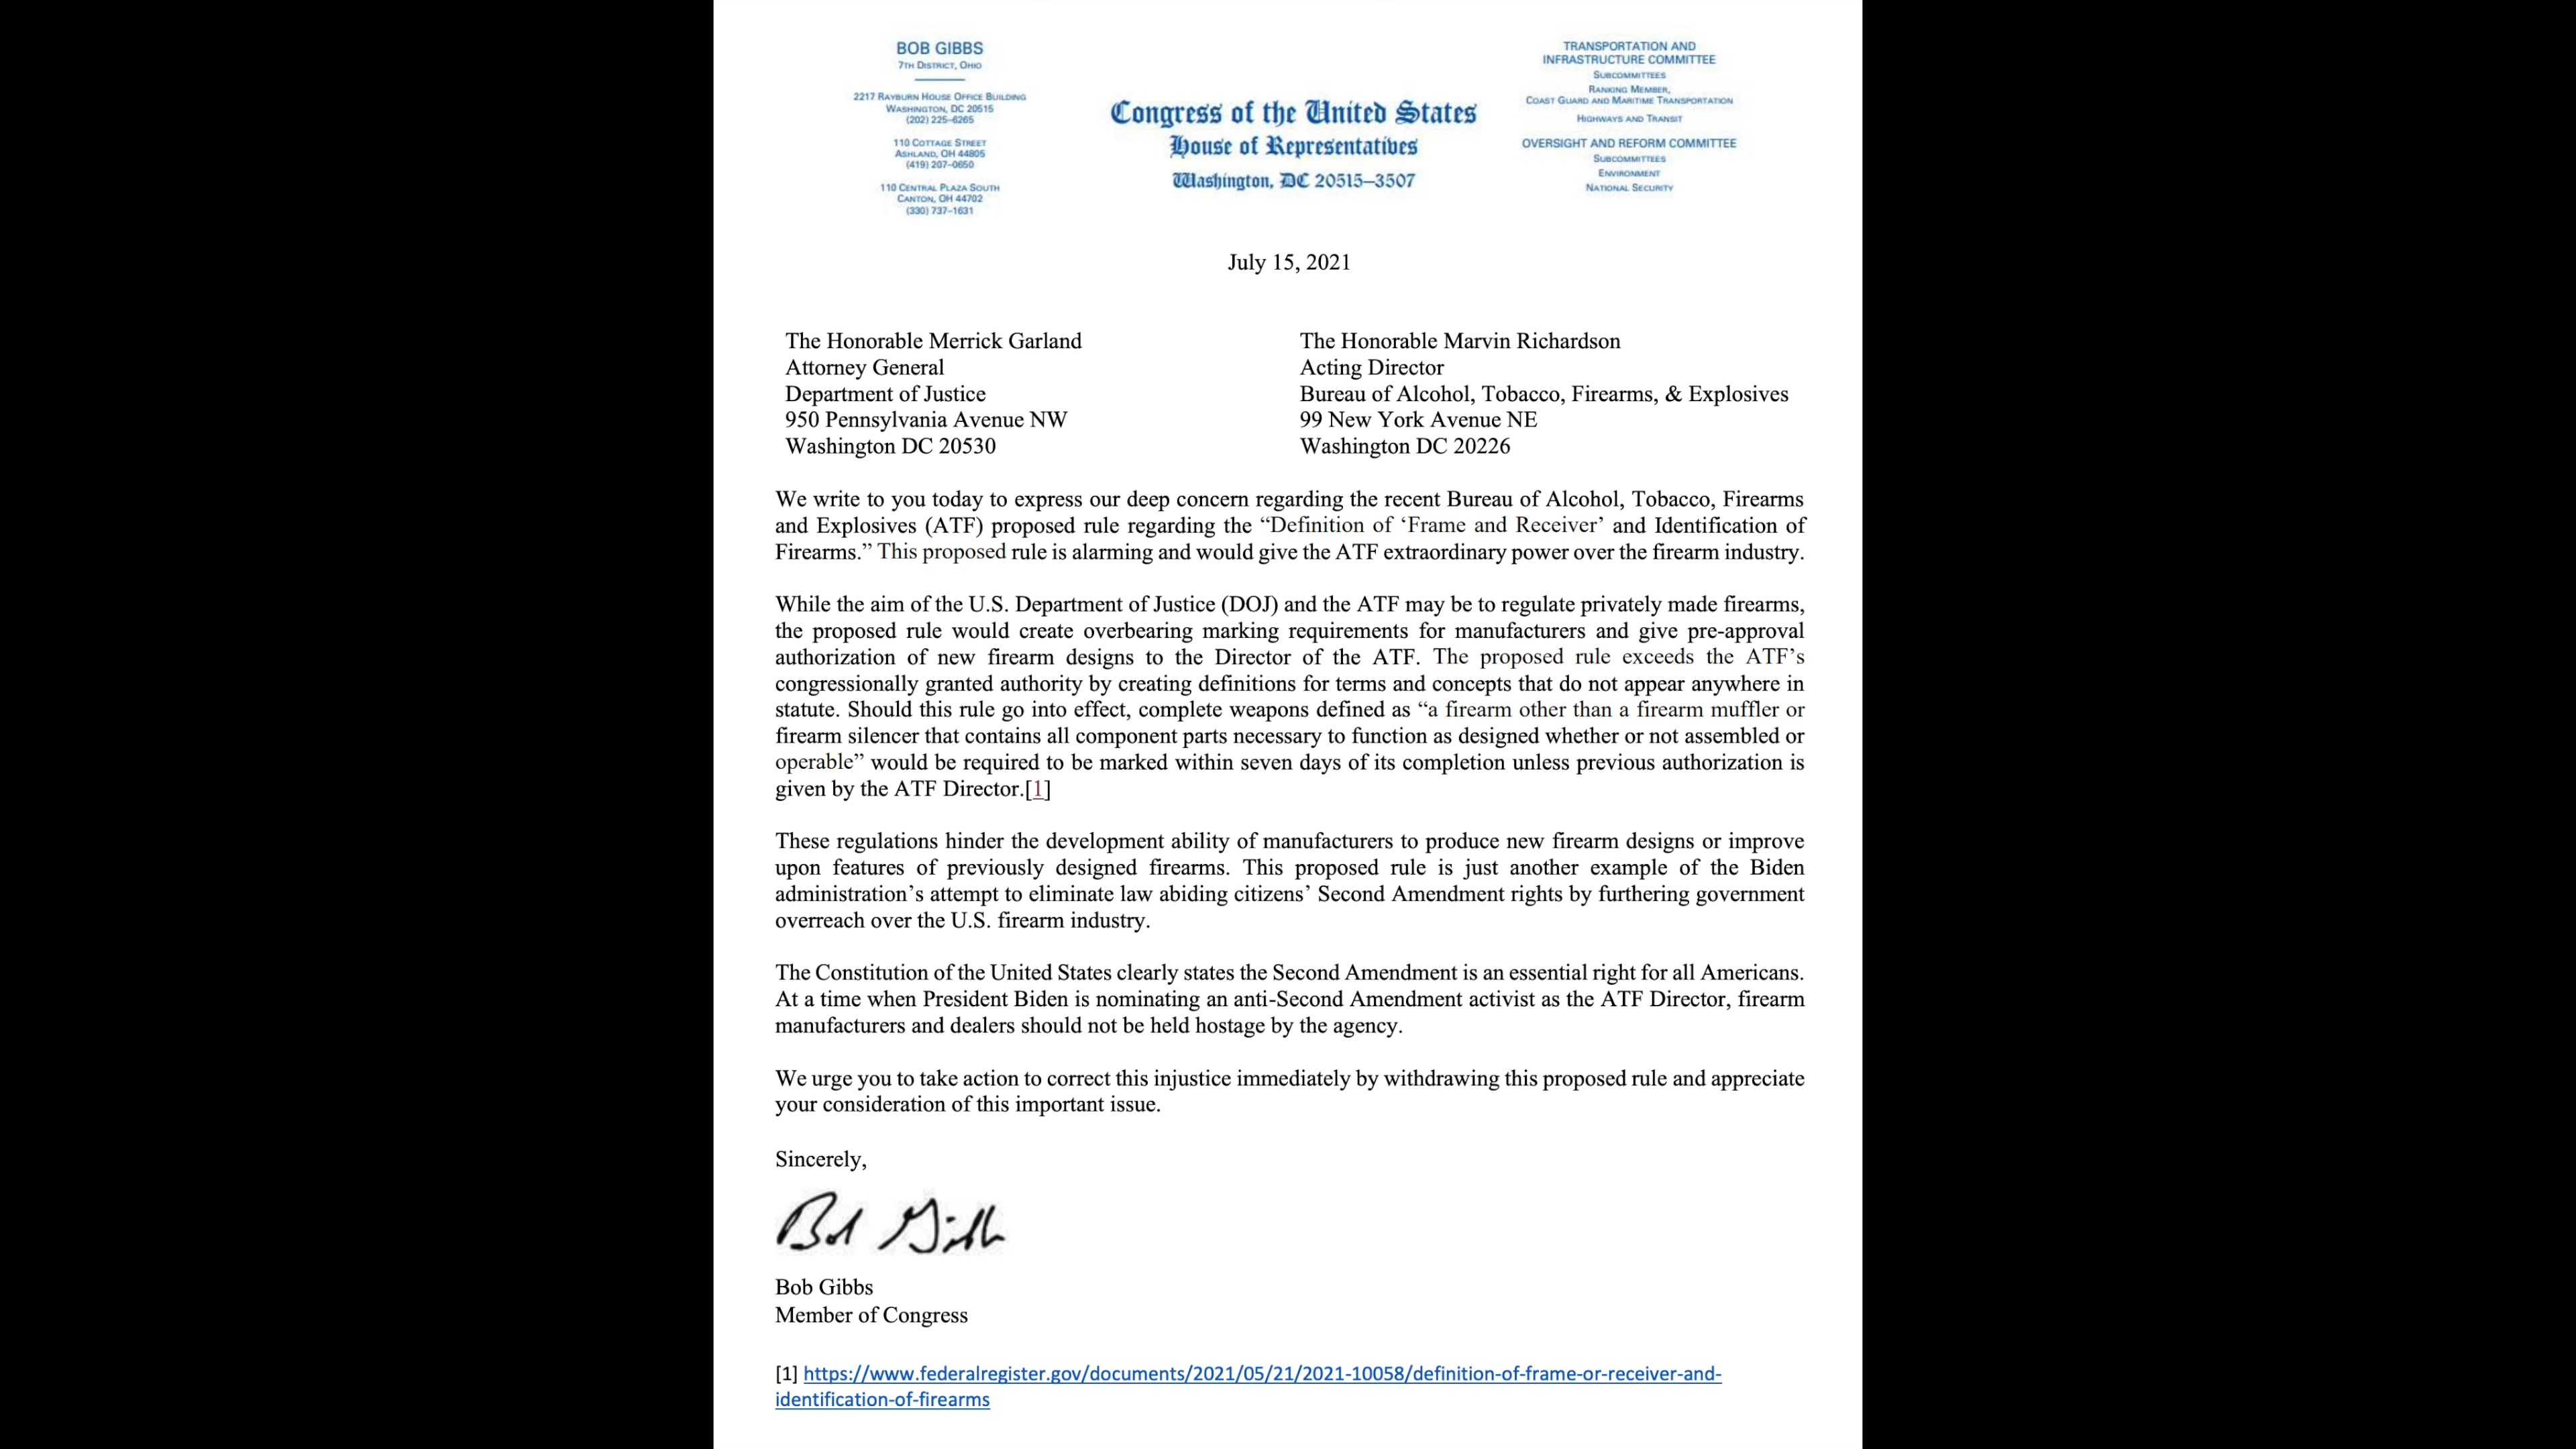 BOB GIBBS
7TH DISTRICT, OHIO
2217 RAYBURN HOUSE OFFICE BUILDING
WASHINGTON, DC 20515
(202) 225–6265
110 COTTAGE STREET
ASHLAND, OH 44805
(419) 207–0650
110 CENTRAL PLAZA SOUTH
CANTON, OH 44702
(330) 737–1631
Congress of the United States
House of Representatives
Washington, DC 20515–3507
TRANSPORTATION AND
INFRASTRUCTURE COMMITTEE
SUBCOMMITTEES
RANKING MEMBER,
COAST GUARD AND MARITIME TRANSPORTATION
HIGHWAYS AND TRANSIT
OVERSIGHT AND REFORM COMMITTEE
SUBCOMMITTEES
ENVIRONMENT
NATIONAL SECURITY
July 15, 2021
The Honorable Merrick Garland
Attorney General
Department of Justice
950 Pennsylvania Avenue NW
Washington DC 20530
The Honorable Marvin Richardson
Acting Director
Bureau of Alcohol, Tobacco, Firearms, & Explosives
99 New York Avenue NE
Washington DC 20226
We write to you today to express our deep concern regarding the recent Bureau of Alcohol, Tobacco, Firearms
and Explosives (ATF) proposed rule regarding the “Definition of ‘Frame and Receiver’ and Identification of
Firearms.” This proposed rule is alarming and would give the ATF extraordinary power over the firearm industry.
While the aim of the U.S. Department of Justice (DOJ) and the ATF may be to regulate privately made firearms,
the proposed rule would create overbearing marking requirements for manufacturers and give pre-approval
authorization of new firearm designs to the Director of the ATF. The proposed rule exceeds the ATF’s
congressionally granted authority by creating definitions for terms and concepts that do not appear anywhere in
statute. Should this rule go into effect, complete weapons defined as “a firearm other than a firearm muffler or
firearm silencer that contains all component parts necessary to function as designed whether or not assembled or
operable” would be required to be marked within seven days of its completion unless previous authorization is
given by the ATF Director.[1]
These regulations hinder the development ability of manufacturers to produce new firearm designs or improve
upon features of previously designed firearms. This proposed rule is just another example of the Biden
administration’s attempt to eliminate law abiding citizens’ Second Amendment rights by furthering government
overreach over the U.S. firearm industry.
The Constitution of the United States clearly states the Second Amendment is an essential right for all Americans.
At a time when President Biden is nominating an anti-Second Amendment activist as the ATF Director, firearm
manufacturers and dealers should not be held hostage by the agency.
We urge you to take action to correct this injustice immediately by withdrawing this proposed rule and appreciate
your consideration of this important issue.
Sincerely,
Bob Gibbs
Bob Gibbs
Member of Congress
[1] https://www.federalregister.gov/documents/2021/05/21/2021-10058/definition-of-frame-or-receiver-and-
identification-of-firearms